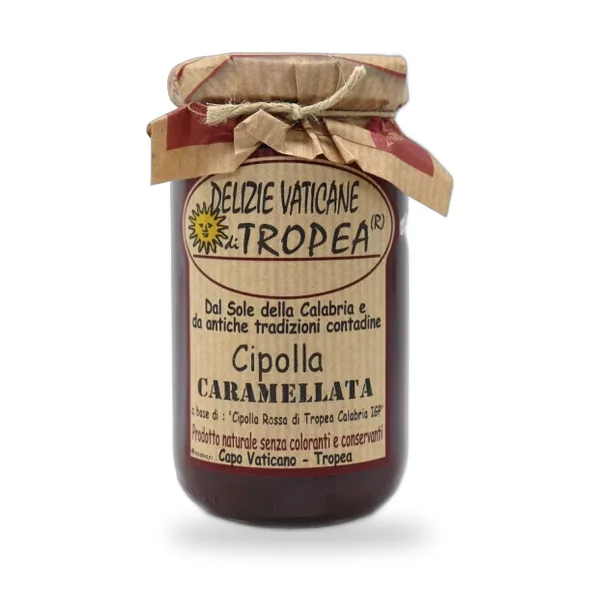 DELIZIE VATICANE
di TROPEA (R)
Dal Sole della Calabria e
da antiche tradizioni contadine
Cipolla
CARAMELLATA
a base di : "Cipolla Rossa di Tropea Calabria IGP"
Prodotto naturale senza coloranti e conservanti
Capo Vaticano - Tropea